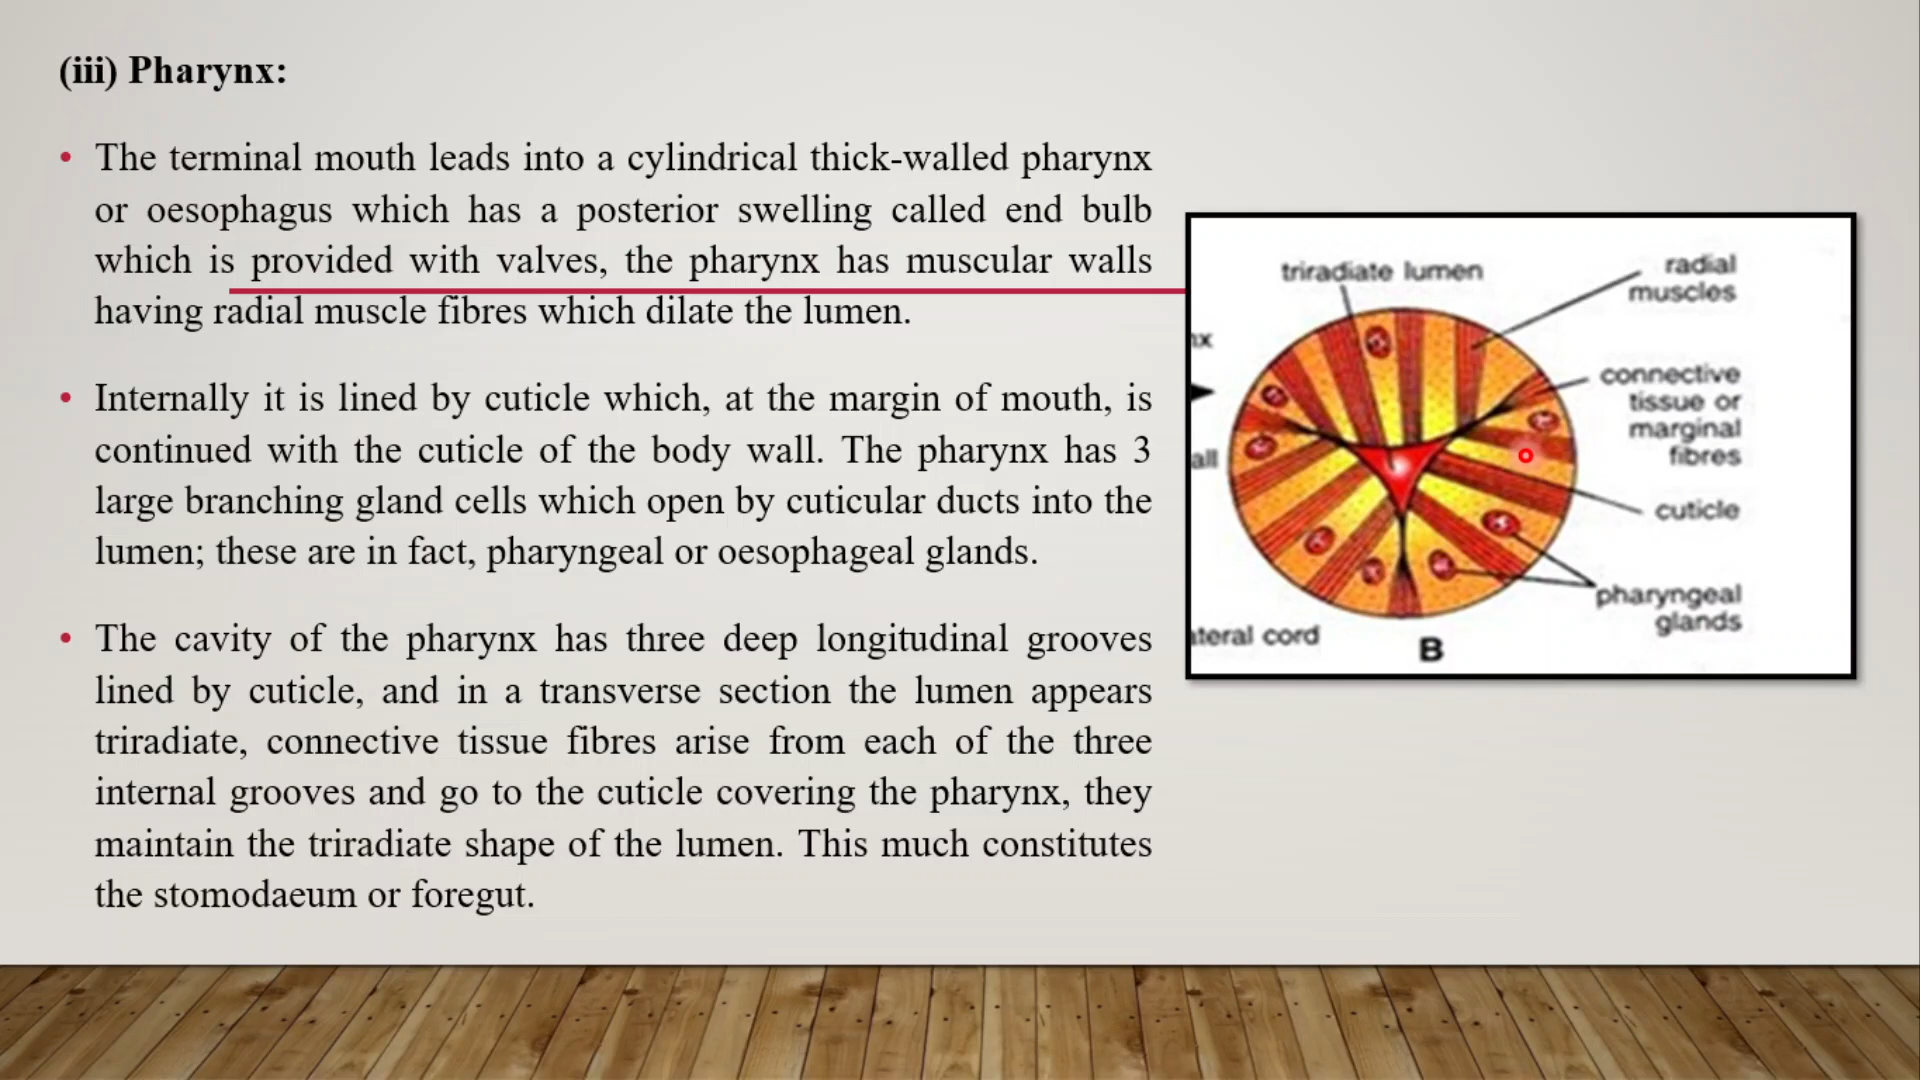 (iii) Pharynx:
• The terminal mouth leads into a cylindrical thick-walled pharynx
or oesophagus which has a posterior swelling called end bulb
which is provided with valves, the pharynx has muscular walls
having radial muscle fibres which dilate the lumen.
• Internally it is lined by cuticle which, at the margin of mouth, is
continued with the cuticle of the body wall. The pharynx has 3
large branching gland cells which open by cuticular ducts into the
lumen; these are in fact, pharyngeal or oesophageal glands.
• The cavity of the pharynx has three deep longitudinal grooves
lined by cuticle, and in a transverse section the lumen appears
triradiate, connective tissue fibres arise from each of the three
internal grooves and go to the cuticle covering the pharynx, they
maintain the triradiate shape of the lumen. This much constitutes
the stomodaeum or foregut.
triradiate lumen
radial
muscles
nx
connective
tissue or
marginal
fibres
all
cuticle
pharyngeal
glands
ateral cord
B